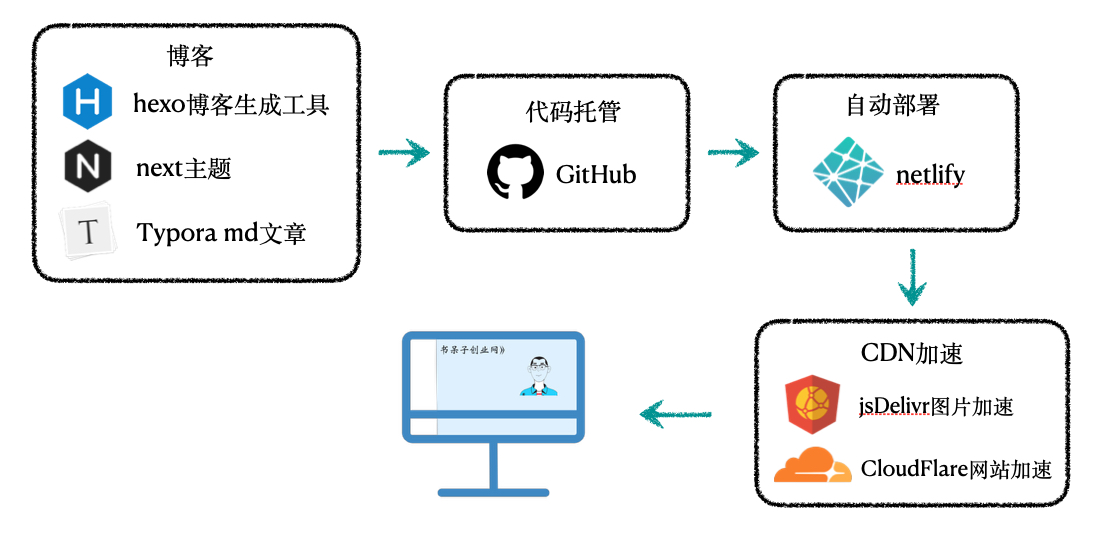 博客
hexo博客生成工具
next主题
Typora md文章
代码托管
GitHub
自动部署
netlify
CDN加速
jsDelivr图片加速
CloudFlare网站加速
书呆子创业网》